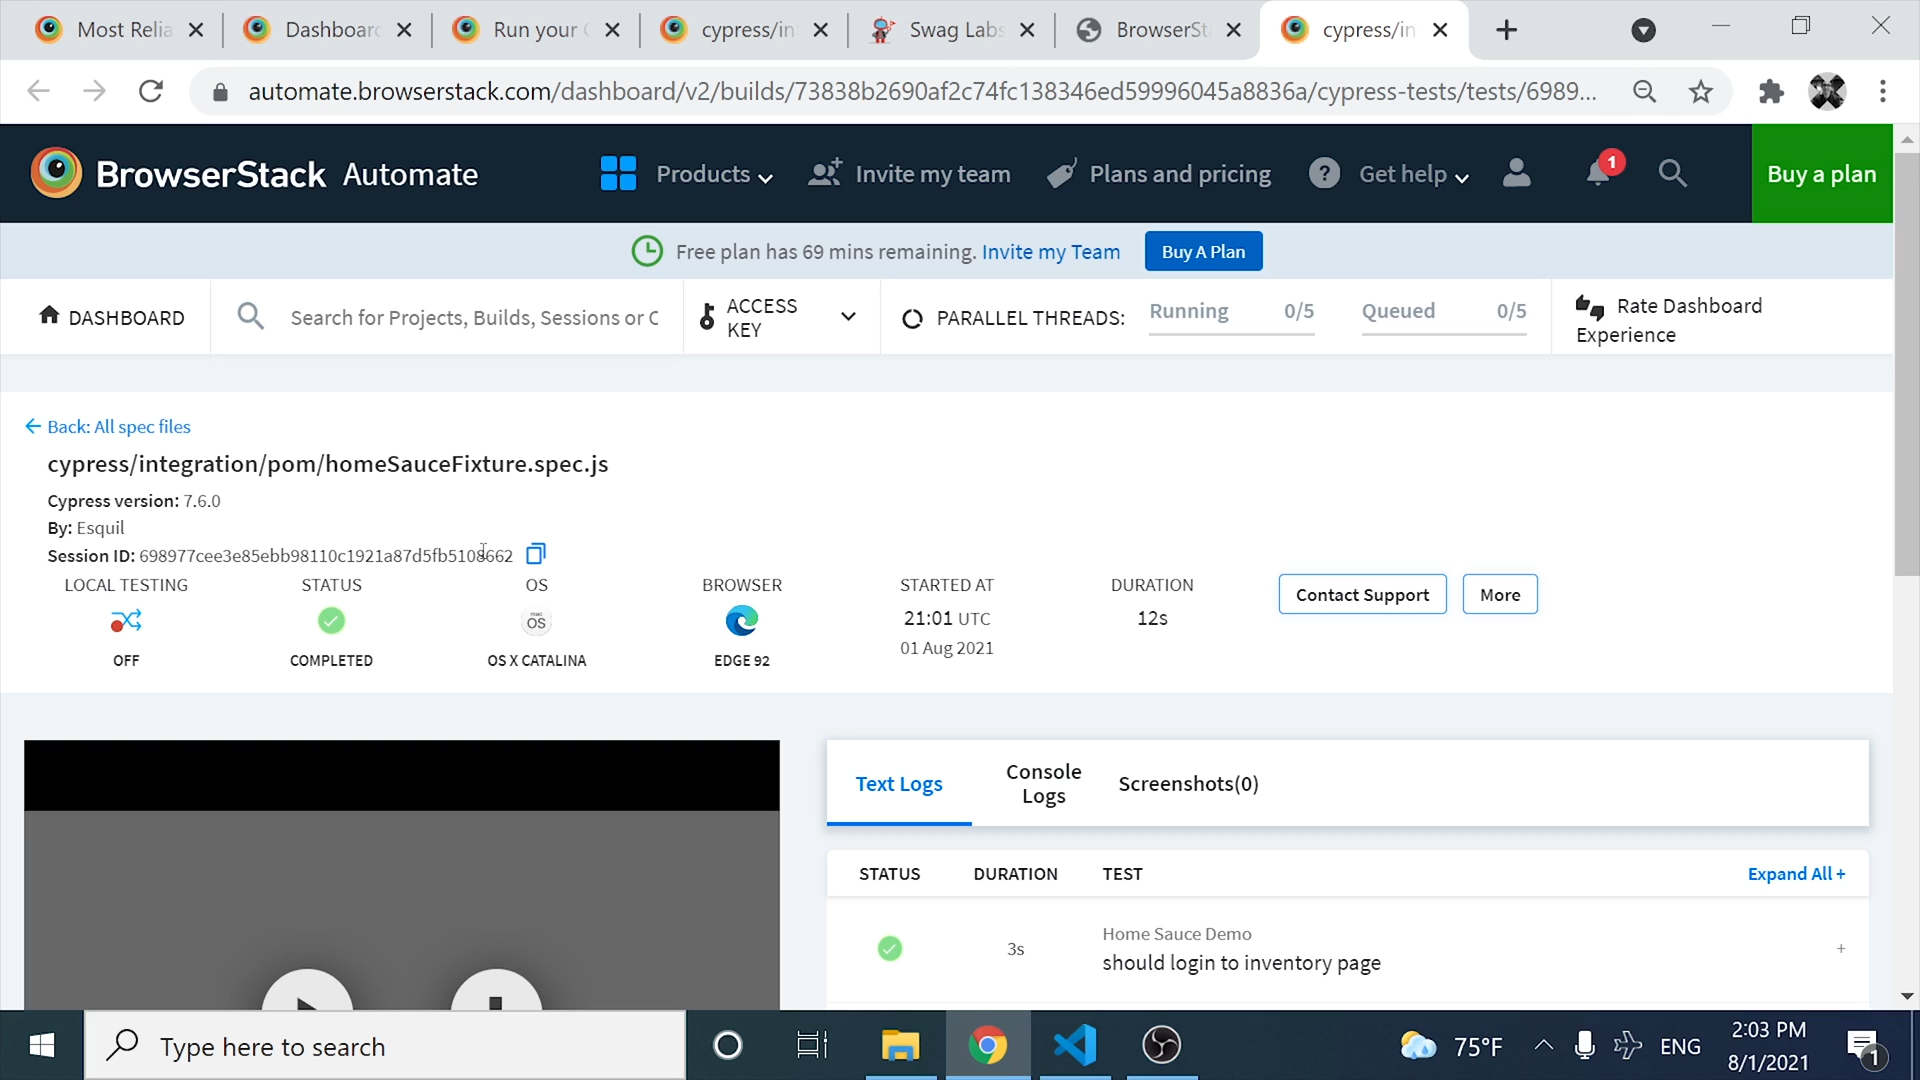 Most Relia
Dashboard
Run your C
cypress/in
Swag Labs
BrowserSta
cypress/in
automate.browserstack.com/dashboard/v2/builds/73838b2690af2c74fc138346ed59996045a8836a/cypress-tests/tests/6989...
BrowserStack Automate
Products
Invite my team
Plans and pricing
? Get help
1
Buy a plan
Free plan has 69 mins remaining. Invite my Team
Buy A Plan
DASHBOARD
Search for Projects, Builds, Sessions or C
ACCESS
KEY
PARALLEL THREADS:
Running 0/5
Queued 0/5
Rate Dashboard
Experience
Back: All spec files
cypress/integration/pom/homeSauceFixture.spec.js
Cypress version: 7.6.0
By: Esquil
Session ID: 698977cee3e85ebb98110c1921a87d5fb5108662
LOCAL TESTING
OFF
STATUS
COMPLETED
OS
OS
OS X CATALINA
BROWSER
EDGE 92
STARTED AT
21:01 UTC
01 Aug 2021
DURATION
12s
Contact Support
More
Text Logs
Console
Logs
Screenshots(0)
STATUS DURATION TEST Expand All +
3s
Home Sauce Demo
should login to inventory page
+
Type here to search
75°F
ENG
2:03 PM
8/1/2021
1